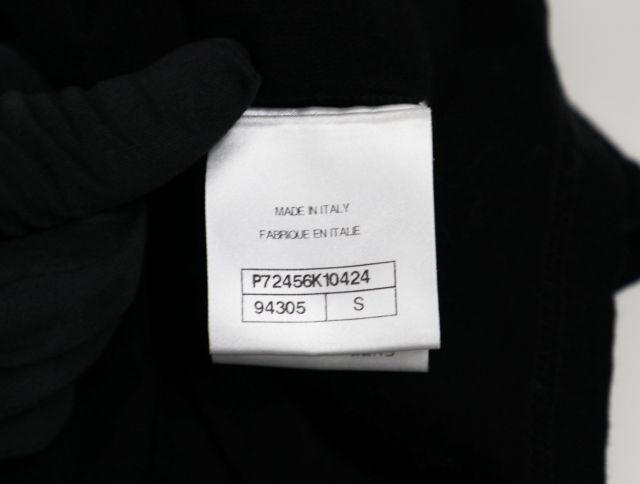 MADE IN ITALY
FABRIQUE EN ITALIE
P72456K10424
94305 S